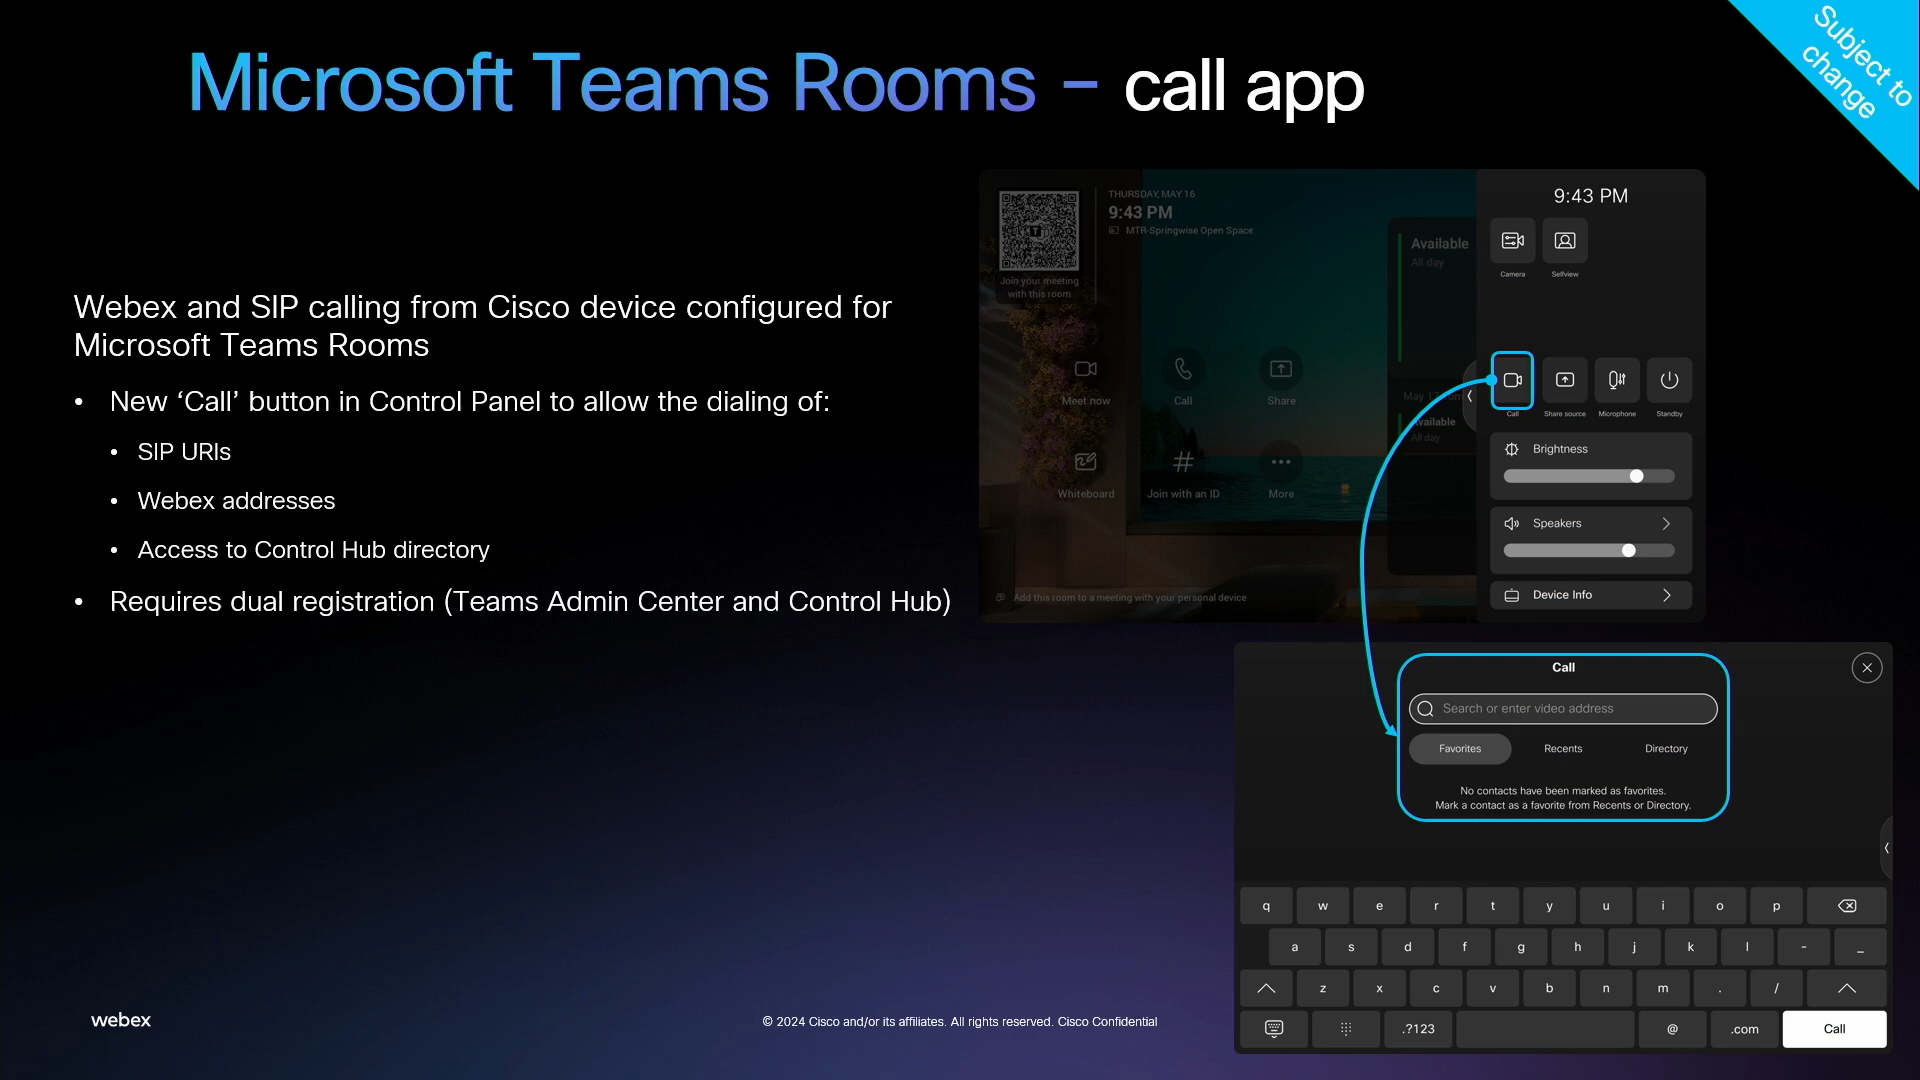 Microsoft Teams Rooms – call app
Subject to
change
Webex and SIP calling from Cisco device configured for
Microsoft Teams Rooms
• New ‘Call’ button in Control Panel to allow the dialing of:
• SIP URIs
• Webex addresses
• Access to Control Hub directory
• Requires dual registration (Teams Admin Center and Control Hub)
Join your meeting
with this room
THURSDAY, MAY 16
9:43 PM
MTR-Springwise Open Space
Available
All day
Meet now
Call
Share
Available
All day
Whiteboard
Join with an ID
More
Add this room to a meeting with your personal device
9:43 PM
Camera
Selfview
Call
Share source
Microphone
Standby
Brightness
Speakers
Device Info
Call
Search or enter video address
Favorites
Recents
Directory
No contacts have been marked as favorites.
Mark a contact as a favorite from Recents or Directory.
q w e r t y u i o p
a s d f g h j k l - _
z x c v b n m . /
.?123 @ .com Call
webex
© 2024 Cisco and/or its affiliates. All rights reserved. Cisco Confidential